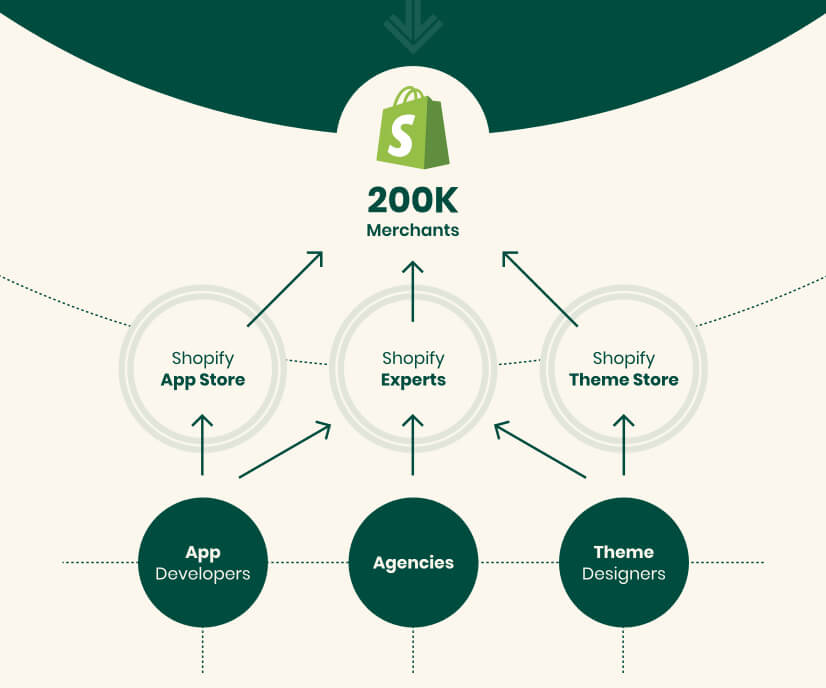 S
200K
Merchants
Shopify
App Store
Shopify
Experts
Shopify
Theme Store
App
Developers
Agencies
Theme
Designers